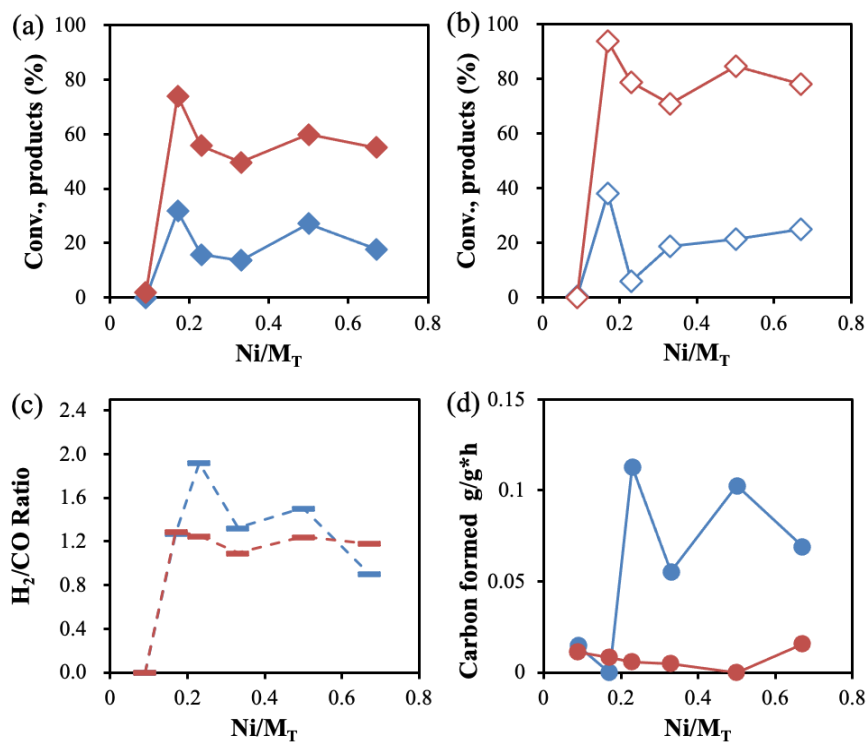 (a)
100
80
60
40
20
0
Conv., products (%)
0 0.2 0.4 0.6 0.8
Ni/M_T
(b)
100
80
60
40
20
0
Conv., products (%)
0 0.2 0.4 0.6 0.8
Ni/M_T
(c)
2.4
2.0
1.6
1.2
0.8
0.4
0.0
H₂/CO Ratio
0 0.2 0.4 0.6 0.8
Ni/M_T
(d)
0.15
0.1
0.05
0
Carbon formed g/g*h
0 0.2 0.4 0.6 0.8
Ni/M_T